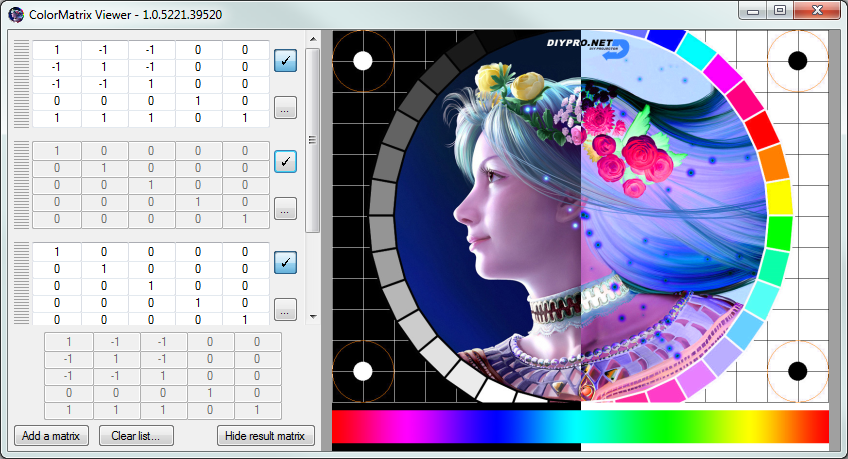 ColorMatrix Viewer - 1.0.5221.39520
1 -1 -1 0 0
-1 1 -1 0 0
-1 -1 1 0 0
0 0 0 1 0
1 1 1 0 1
...
1 0 0 0 0
0 1 0 0 0
0 0 1 0 0
0 0 0 1 0
0 0 0 0 1
...
1 0 0 0 0
0 1 0 0 0
0 0 1 0 0
0 0 0 1 0
0 0 0 0 1
...
1 -1 -1 0 0
-1 1 -1 0 0
-1 -1 1 0 0
0 0 0 1 0
1 1 1 0 1
Add a matrix Clear list... Hide result matrix
DIYPRO.NET
DIY PROJECTOR